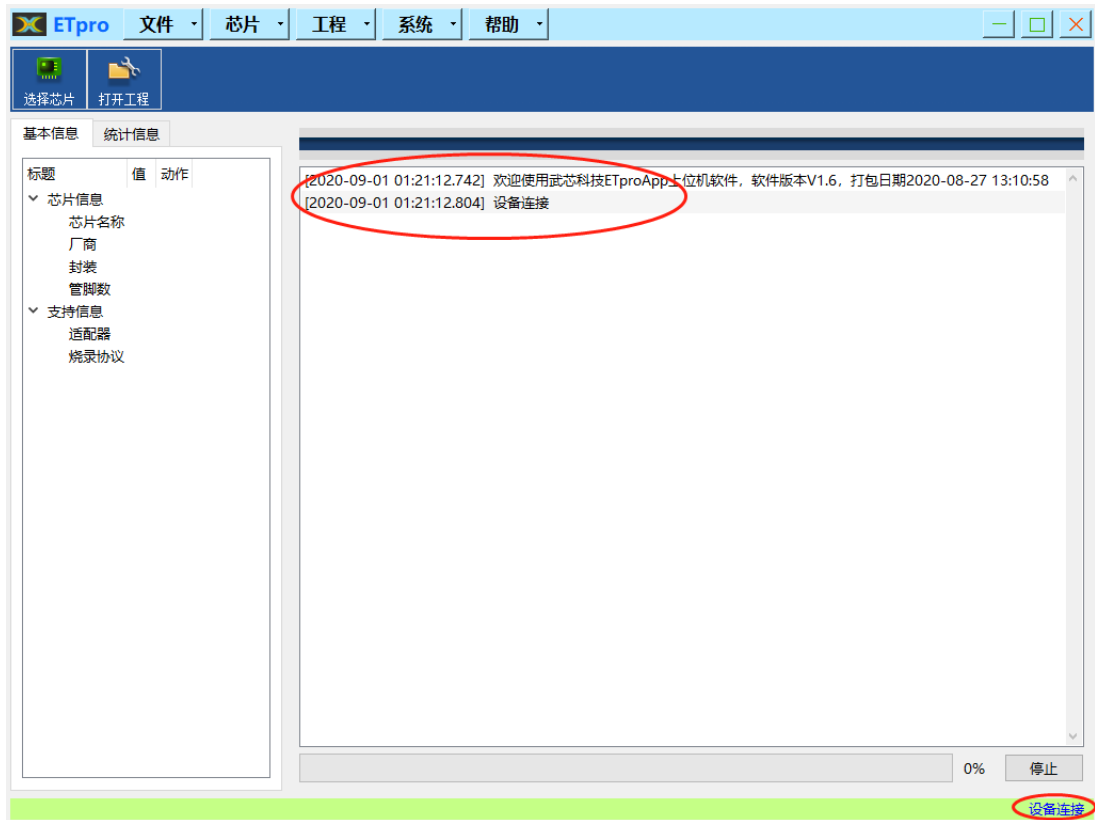 ETpro 文件 芯片 工程 系统 帮助
选择芯片 打开工程
基本信息 统计信息
标题 值 动作
芯片信息
芯片名称
厂商
封装
管脚数
支持信息
适配器
烧录协议
[2020-09-01 01:21:12.742] 欢迎使用武芯科技ETproApp上位机软件，软件版本V1.6，打包日期2020-08-27 13:10:58
[2020-09-01 01:21:12.804] 设备连接
0% 停止
设备连接